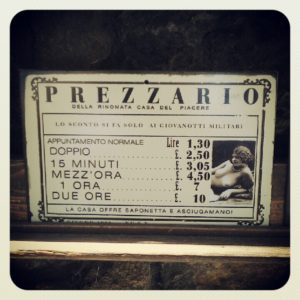 PREZZARIO
DELLA RINOMATA CASA DEL PIACERE
LO SCONTO SI FA SOLO AI GIOVANOTTI MILITARI
APPUNTAMENTO NORMALE Lire 1,30
DOPPIO £. 2,50
15 MINUTI £. 3,05
MEZZ'ORA £. 4,50
1 ORA £. 7
DUE ORE £. 10
LA CASA OFFRE SAPONETTA E ASCIUGAMANO!